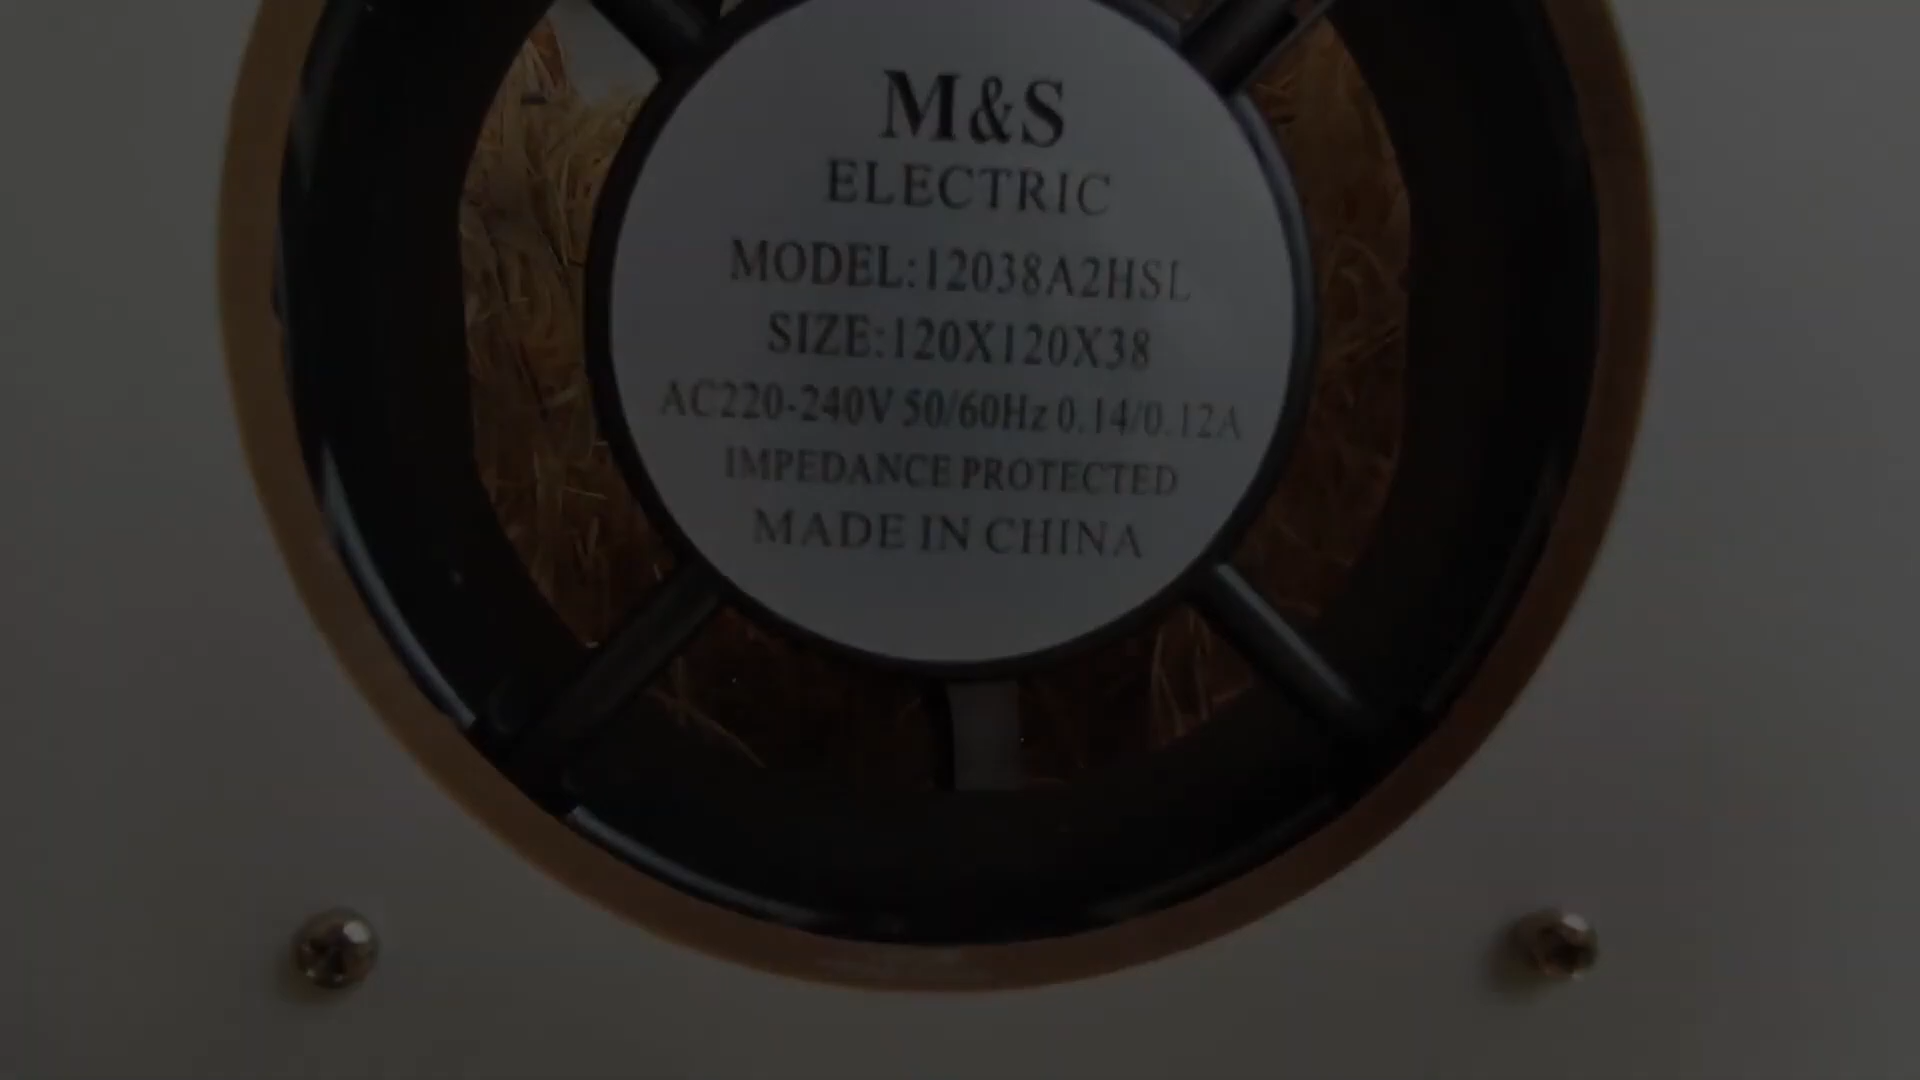 M&S
ELECTRIC
MODEL:12038A2HSL
SIZE:120X120X38
AC220-240V 50/60Hz 0.14/0.12A
IMPEDANCE PROTECTED
MADE IN CHINA